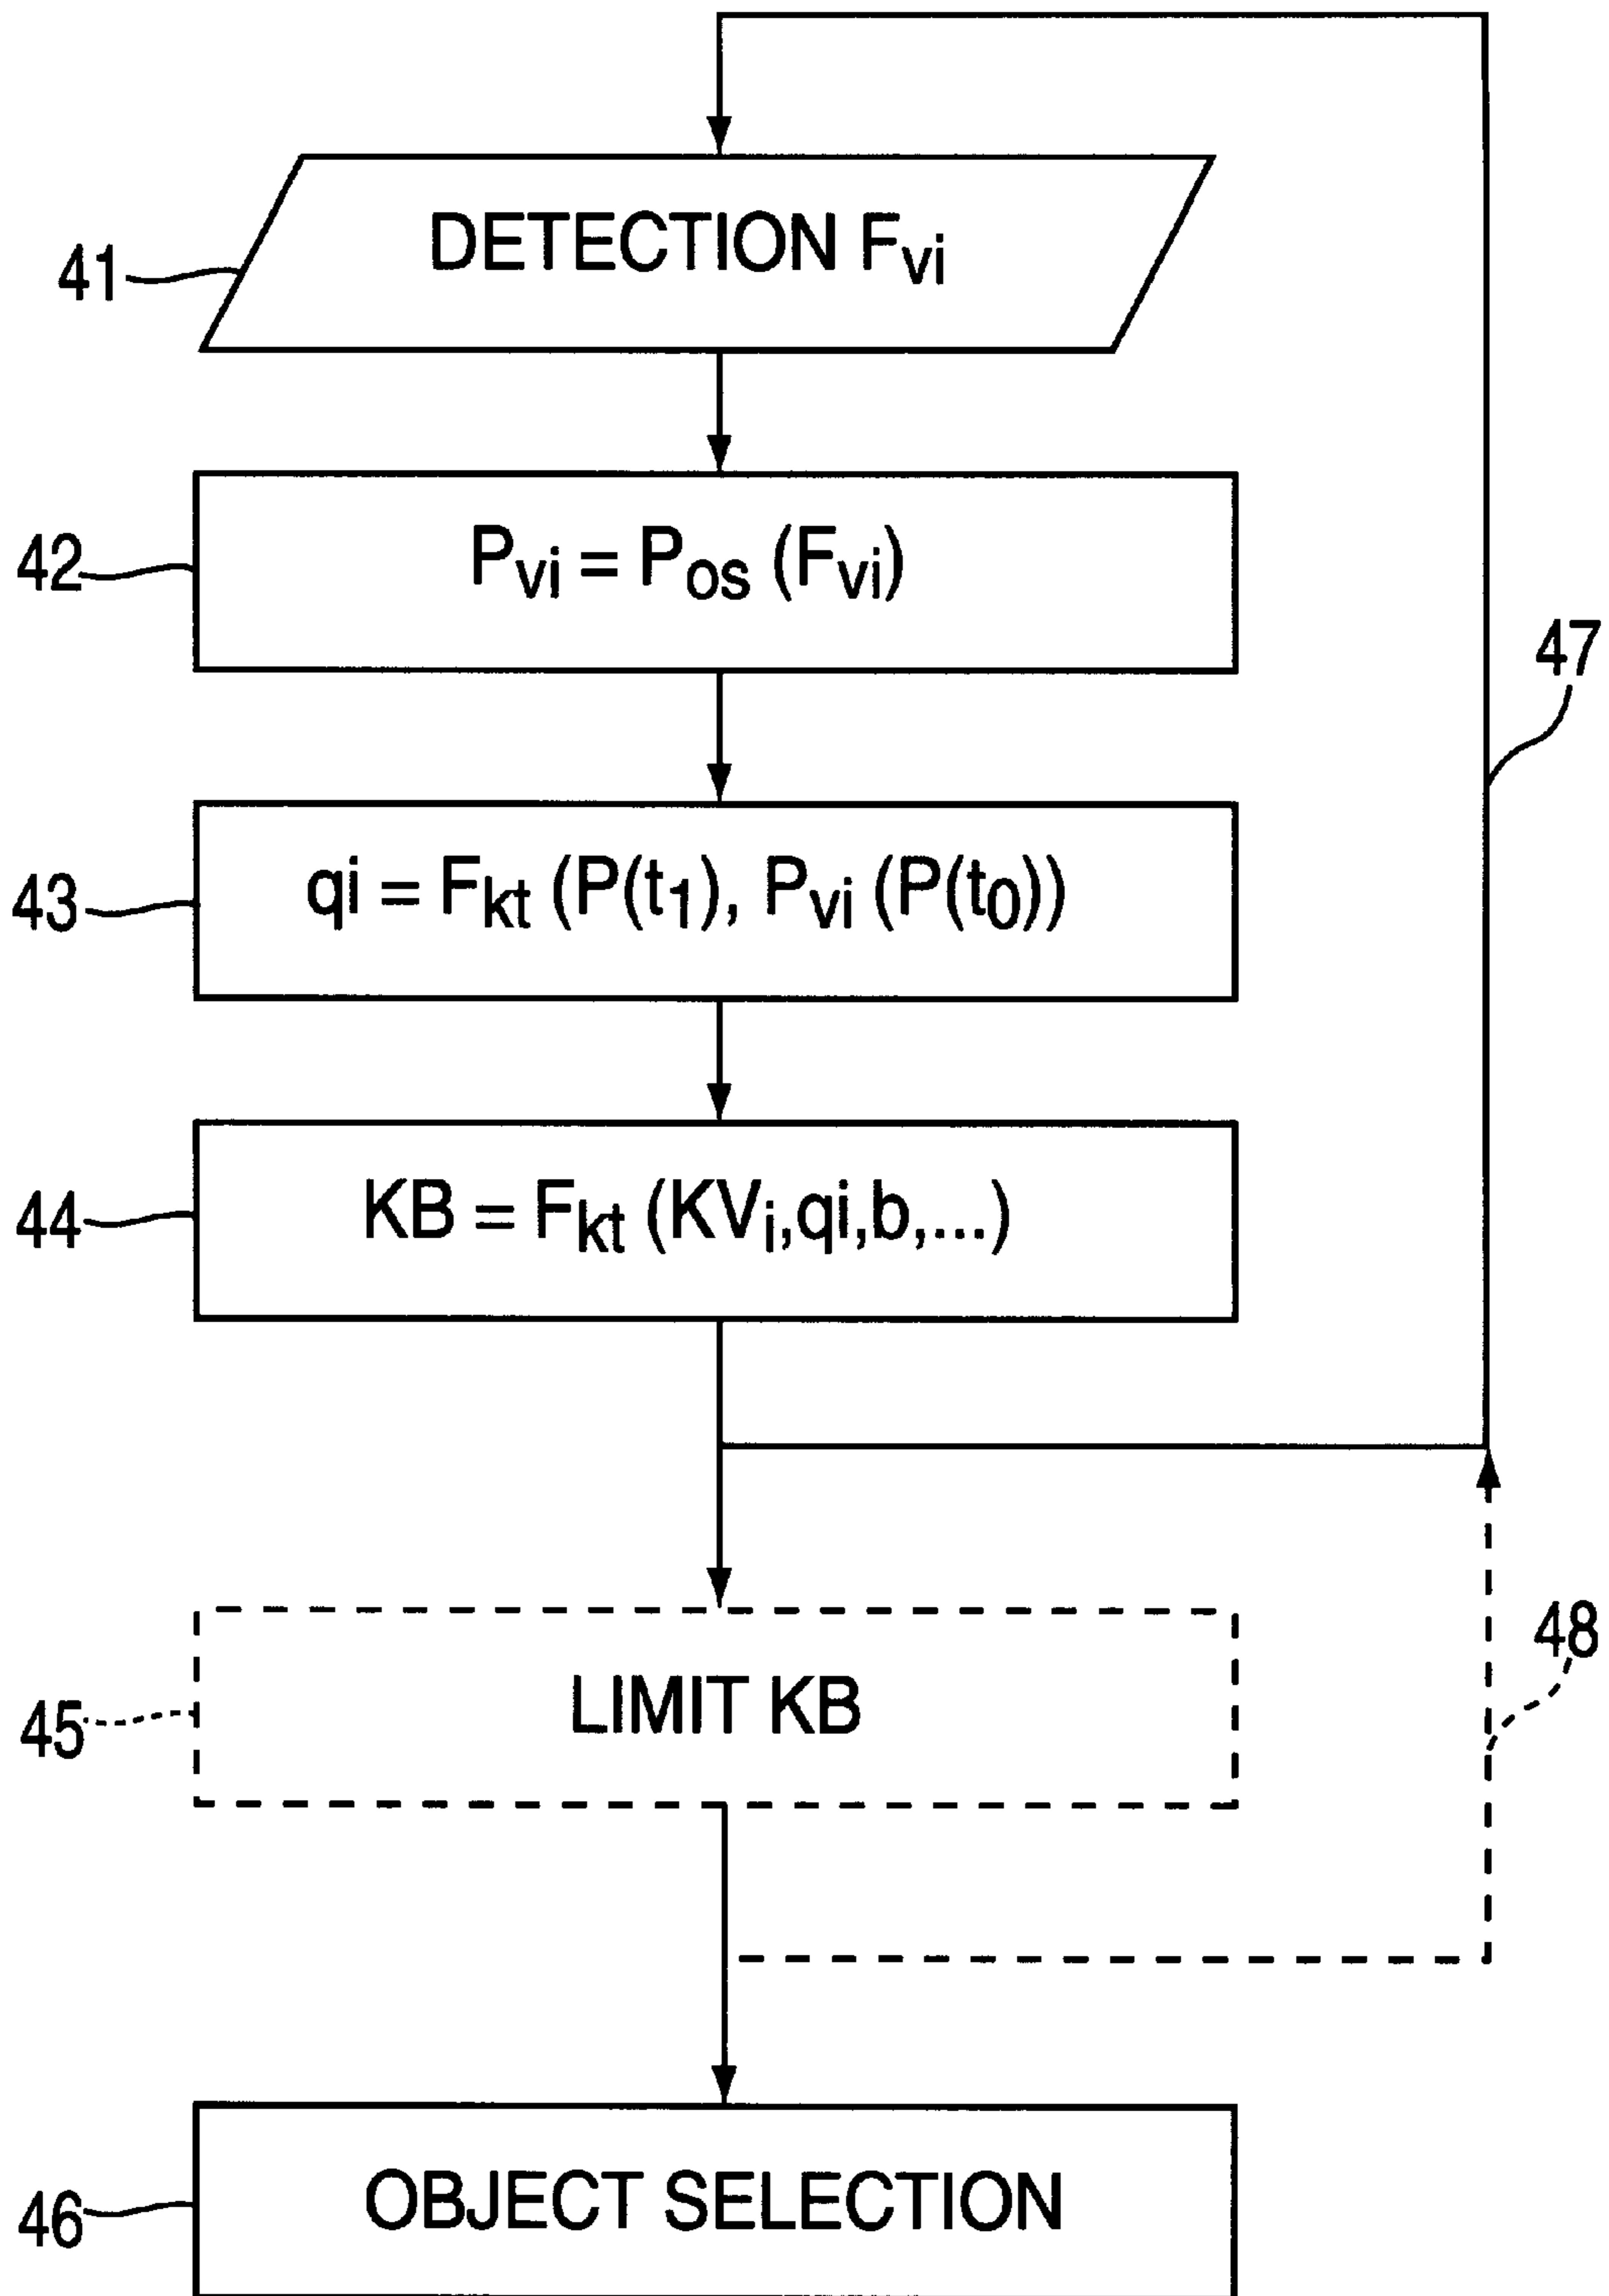 DETECTION Fvi
41
Pvi = Pos (Fvi)
42
47
qi = Fkt (P(t1), Pvi (P(t0))
43
KB = Fkt (KVi,qi,b,....)
44
48
LIMIT KB
45
OBJECT SELECTION
46